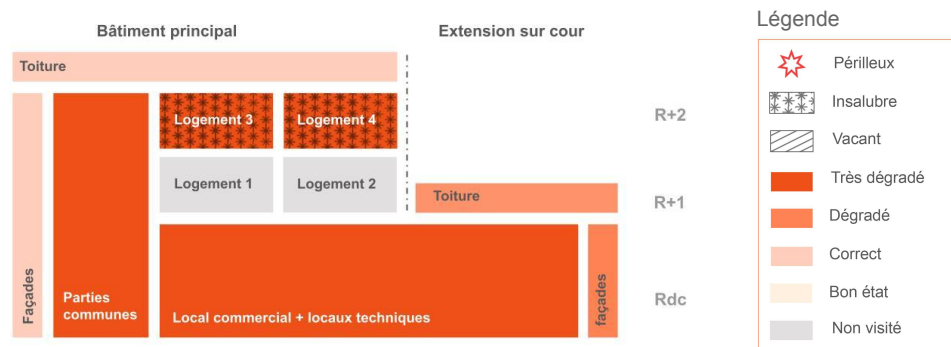 Bâtiment principal
Extension sur cour
Toiture
Logement 3
Logement 4
R+2
Logement 1
Logement 2
Toiture
R+1
Façades
Parties
communes
Local commercial + locaux techniques
façades
Rdc
Légende
Périlleux
Insalubre
Vacant
Très dégradé
Dégradé
Correct
Bon état
Non visité